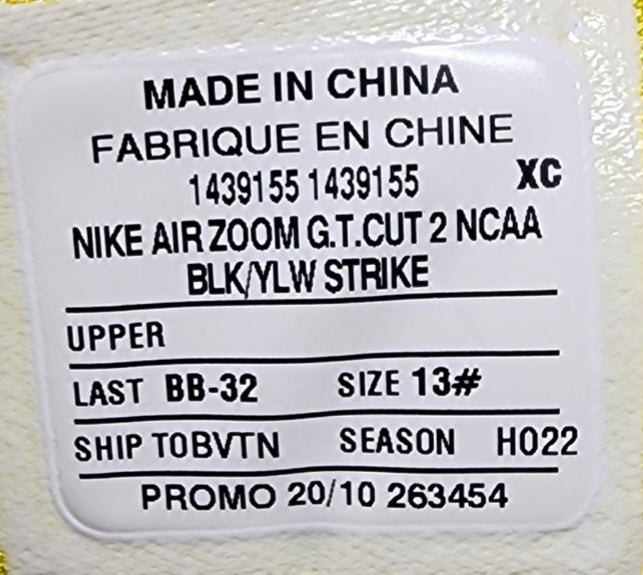 MADE IN CHINA
FABRIQUE EN CHINE
1439155 1439155 XC
NIKE AIR ZOOM G.T.CUT 2 NCAA
BLK/YLW STRIKE
UPPER
LAST BB-32 SIZE 13#
SHIP TOBVTN SEASON HO22
PROMO 20/10 263454